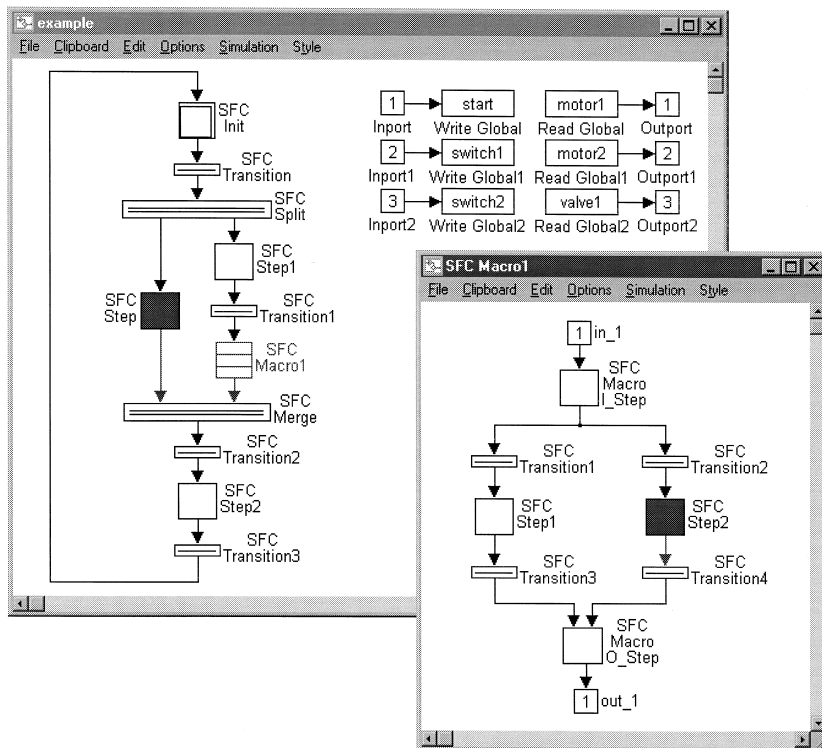 example
File Clipboard Edit Options Simulation Style
SFC
Init
SFC
Transition
SFC
Split
SFC
Step1
SFC
Step
SFC
Transition1
SFC
Macro1
SFC
Merge
SFC
Transition2
SFC
Step2
SFC
Transition3
1 start motor1 1
Inport Write Global Read Global Outport
2 switch1 motor2 2
Inport1 Write Global1 Read Global1 Outport1
3 switch2 valve1 3
Inport2 Write Global2 Read Global2 Outport2
SFC Macro1
File Clipboard Edit Options Simulation Style
1 in_1
SFC
Macro
I_Step
SFC
Transition1
SFC
Transition2
SFC
Step1
SFC
Step2
SFC
Transition3
SFC
Transition4
SFC
Macro
O_Step
1 out_1